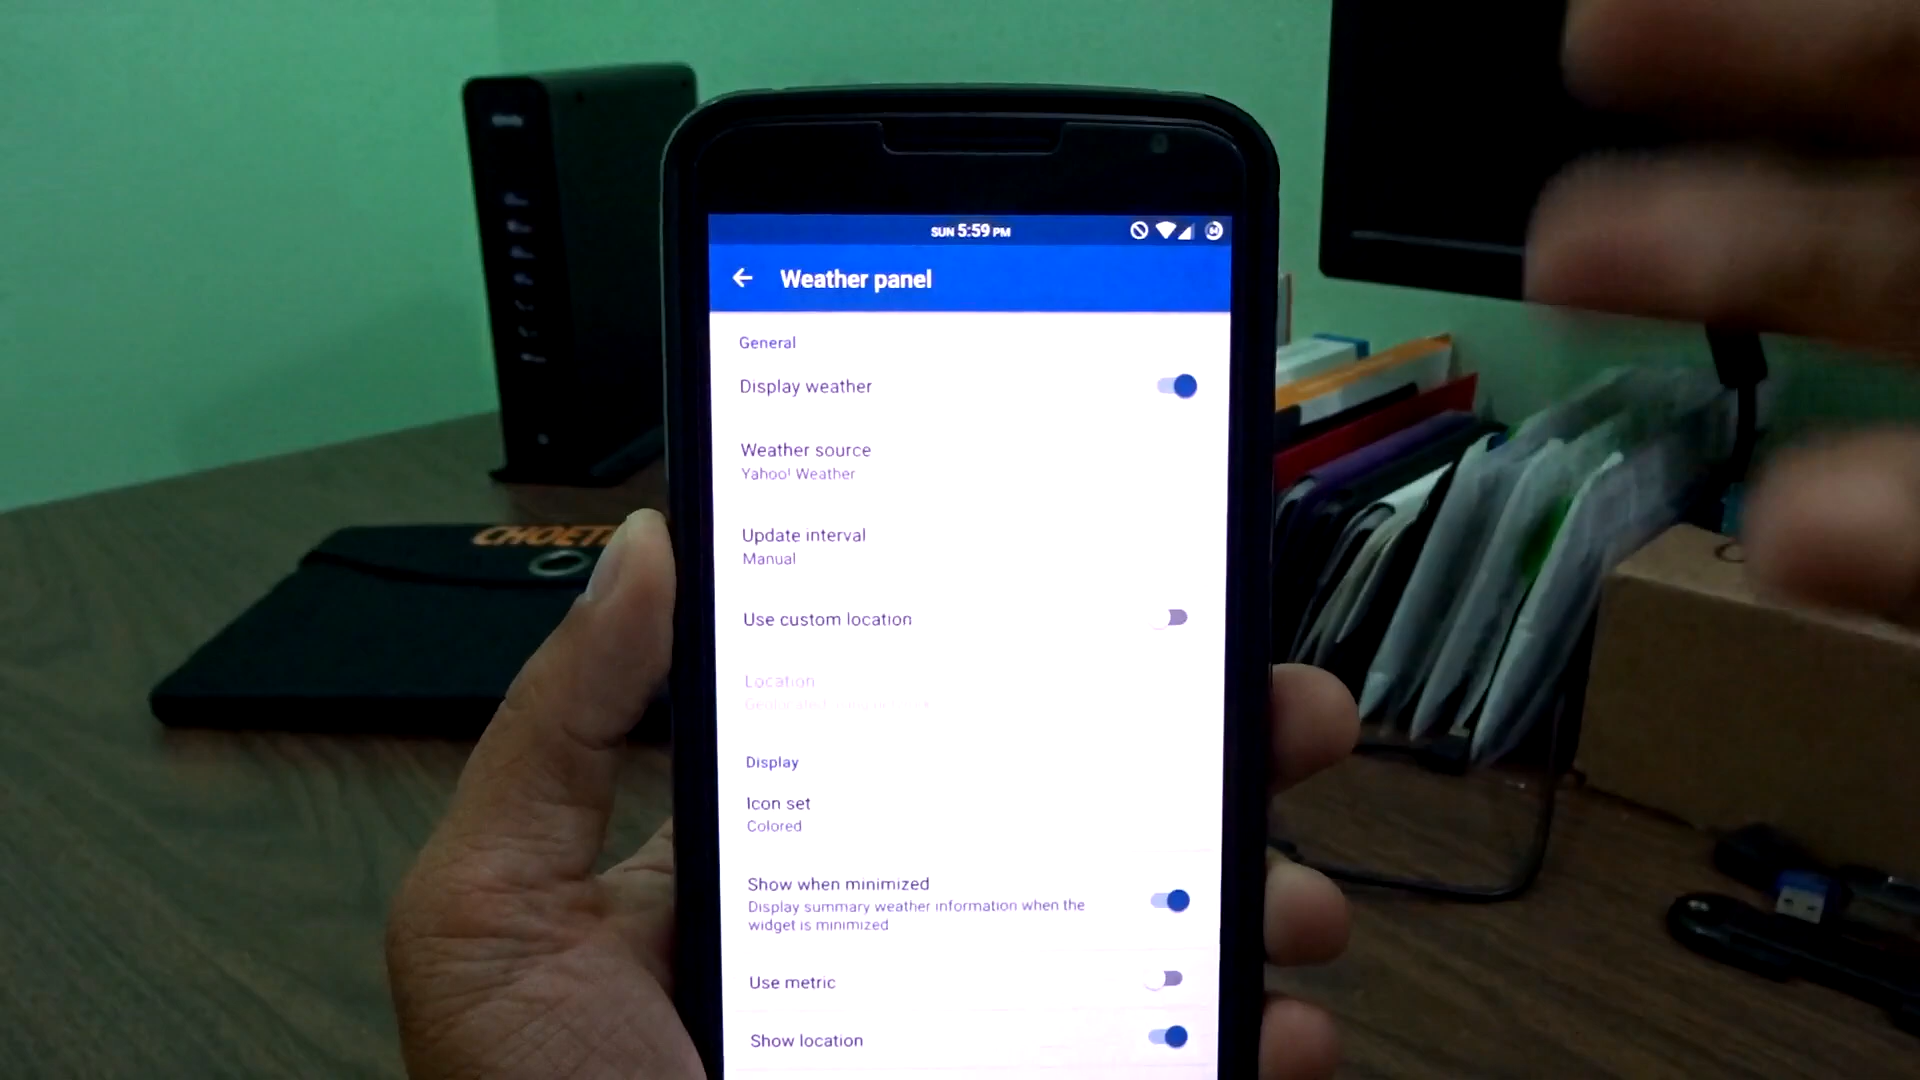 SUN 5:59 PM
Weather panel
General
Display weather
Weather source
Yahoo! Weather
Update interval
Manual
Use custom location
Location
Display
Icon set
Colored
Show when minimized
Display summary weather information when the
widget is minimized
Use metric
Show location